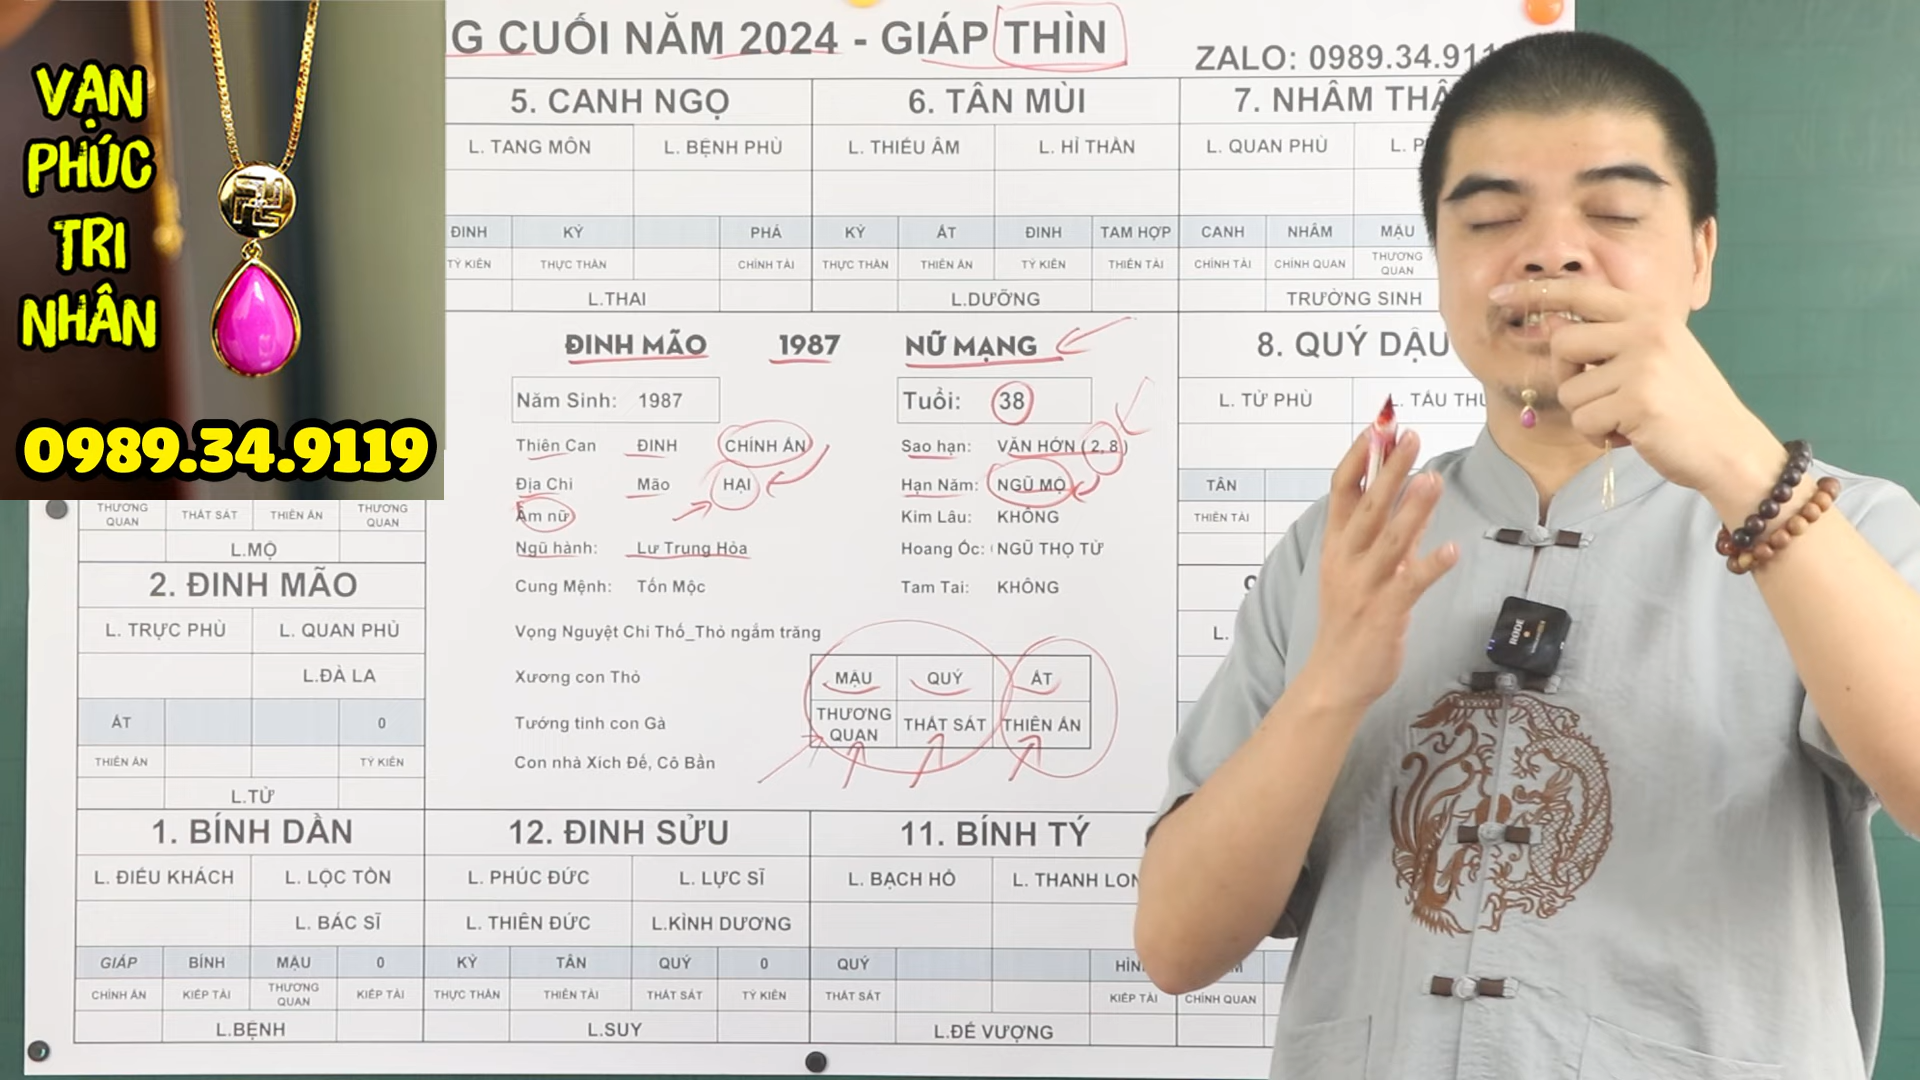 VẠN
PHÚC
TRI
NHÂN
0989.34.9119
G CUỐI NĂM 2024 - GIÁP THÌN
ZALO: 0989.34.911
5. CANH NGỌ
6. TÂN MÙI
7. NHÂM THÂ
L. TANG MÔN
L. BỆNH PHÙ
L. THIẾU ÂM
L. HỈ THẦN
L. QUAN PHÙ
ĐINH
KỶ
PHÁ
KỶ
ẤT
ĐINH
TAM HỢP
CANH
NHÂM
MẬU
TỶ KIÊN
THỰC THẦN
CHÍNH TÀI
THỰC THẦN
THIÊN ẤN
TỶ KIÊN
THIÊN TÀI
CHÍNH TÀI
CHÍNH QUAN
THƯƠNG
QUAN
L.THAI
L.DƯỠNG
TRƯỜNG SINH
ĐINH MÃO
1987
NỮ MẠNG
8. QUÝ DẬU
Năm Sinh: 1987
Tuổi: 38
L. TỬ PHÙ
L. TẤU THƯ
Thiên Can ĐINH CHÍNH ẤN
Sao hạn: VÂN HỚN ( 2, 8 )
Địa Chi Mão HẠI
Hạn Năm: NGŨ MỘ
TÂN
Âm nữ
Kim Lâu: KHÔNG
THIÊN TÀI
THƯƠNG
QUAN
THẤT SÁT
THIÊN ẤN
THƯƠNG
QUAN
L.MỘ
Ngũ hành: Lư Trung Hỏa
Hoang Ốc: NGŨ THỌ TỬ
Cung Mệnh: Tốn Mộc
Tam Tai: KHÔNG
2. ĐINH MÃO
L. TRỰC PHÙ
L. QUAN PHÙ
L.
Vọng Nguyệt Chi Thố_Thỏ ngắm trăng
L.ĐÀ LA
Xương con Thỏ
MẬU
QUÝ
ẤT
ẤT
0
Tướng tinh con Gà
THƯƠNG
QUAN
THẤT SÁT
THIÊN ẤN
THIÊN ẤN
TỶ KIÊN
Con nhà Xích Đế, Cô Bần
L.TỬ
1. BÍNH DẦN
12. ĐINH SỬU
11. BÍNH TÝ
L. ĐIẾU KHÁCH
L. LỘC TỒN
L. PHÚC ĐỨC
L. LỰC SĨ
L. BẠCH HỔ
L. THANH LON
L. BÁC SĨ
L. THIÊN ĐỨC
L.KÌNH DƯƠNG
GIÁP
BÍNH
MẬU
0
KỶ
TÂN
QUÝ
0
QUÝ
HÌN
CHÍNH ẤN
KIẾP TÀI
THƯƠNG
QUAN
KIẾP TÀI
THỰC THẦN
THIÊN TÀI
THẤT SÁT
TỶ KIÊN
THẤT SÁT
KIẾP TÀI
CHÍNH QUAN
L.BỆNH
L.SUY
L.ĐẾ VƯỢNG
RODE